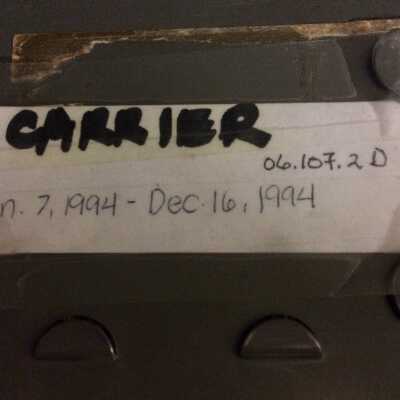 CARRIER
06.107.2 D
n. 7, 1994 - Dec. 16, 1994